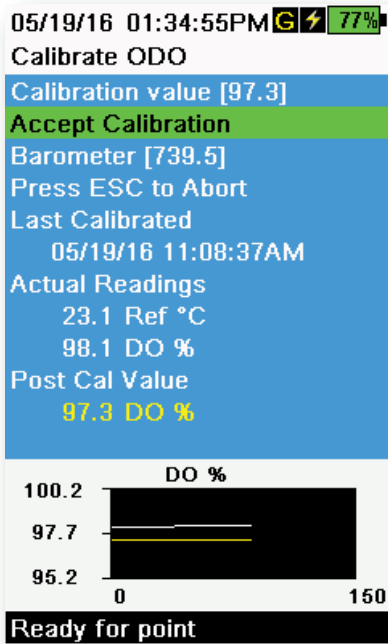 05/19/16 01:34:55PM G 77%
Calibrate ODO
Calibration value [97.3]
Accept Calibration
Barometer [739.5]
Press ESC to Abort
Last Calibrated
05/19/16 11:08:37AM
Actual Readings
23.1 Ref °C
98.1 DO %
Post Cal Value
97.3 DO %
DO %
100.2
97.7
95.2
0 150
Ready for point